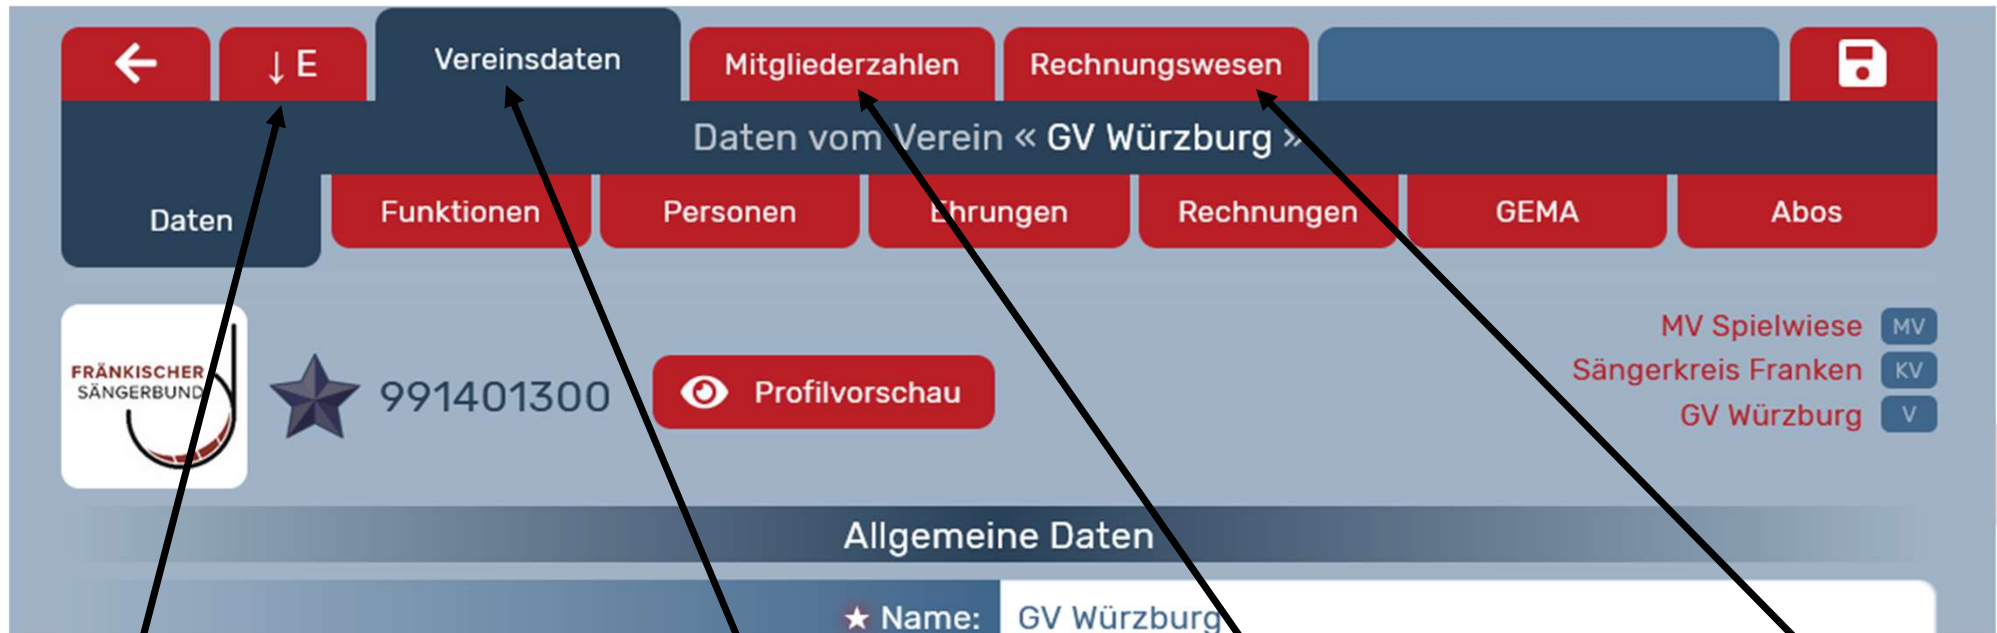 ↓ E Vereinsdaten Mitgliederzahlen Rechnungswesen
Daten vom Verein « GV Würzburg »
Daten Funktionen Personen Ehrungen Rechnungen GEMA Abos
FRÄNKISCHER
SÄNGERBUND
991401300 Profilvorschau
MV Spielwiese MV
Sängerkreis Franken KV
GV Würzburg V
Allgemeine Daten
★ Name: GV Würzburg